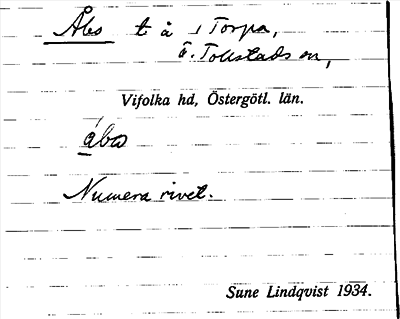 Åbo t å i Torpa,
Ö. Tollstads sn,
Vifolka hd, Östergötl. län.
åbo
Numera rivet.
Sune Lindqvist 1934.